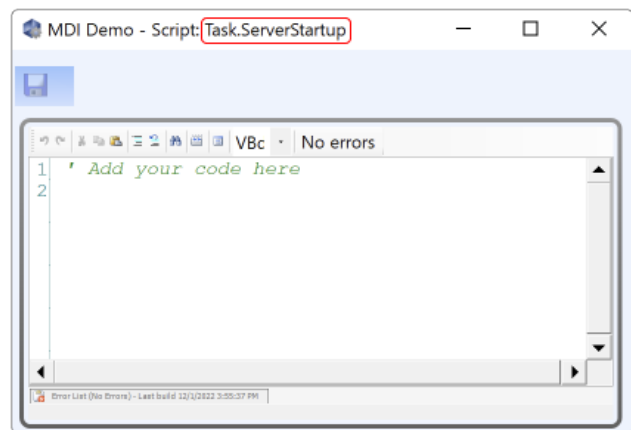 MDI Demo - Script: Task.ServerStartup
VBc No errors
1 ' Add your code here
2
Error List (No Errors) - Last build 12/1/2022 3:55:37 PM